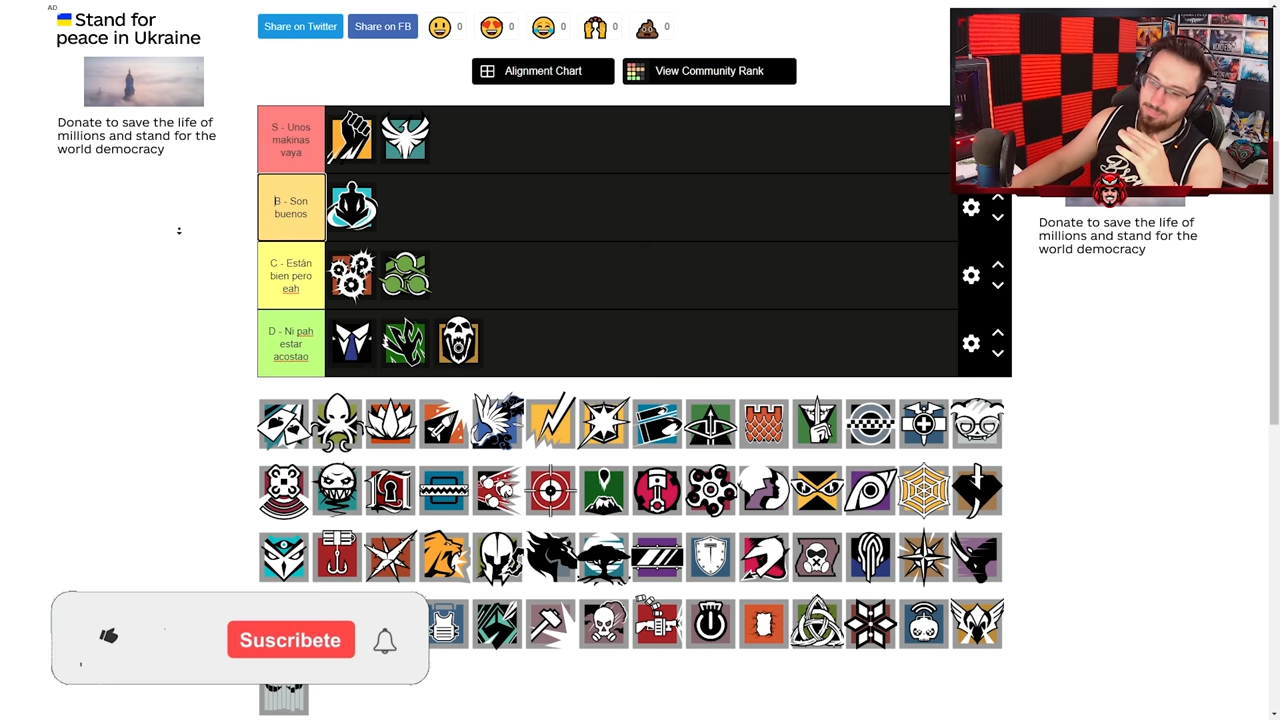 AD
Stand for
peace in Ukraine
Donate to save the life of
millions and stand for the
world democracy
Share on Twitter
Share on FB
0
0
0
0
0
Alignment Chart
View Community Rank
S - Unos
makinas
vaya
B - Son
buenos
C - Están
bien pero
eah
D - Ni pah
estar
acostao
Donate to save the life of
millions and stand for the
world democracy
Suscribete